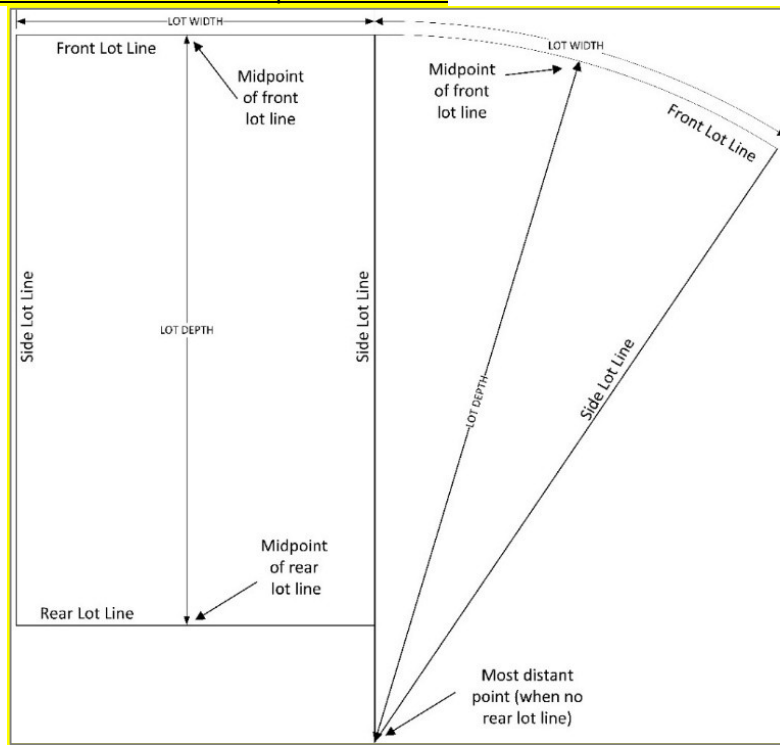 LOT WIDTH
Front Lot Line
Midpoint
of front
lot line
Side Lot Line
LOT DEPTH
Side Lot Line
Midpoint
of rear
lot line
Rear Lot Line
LOT WIDTH
Midpoint
of front
lot line
Front Lot Line
LOT DEPTH
Side Lot Line
Most distant
point (when no
rear lot line)